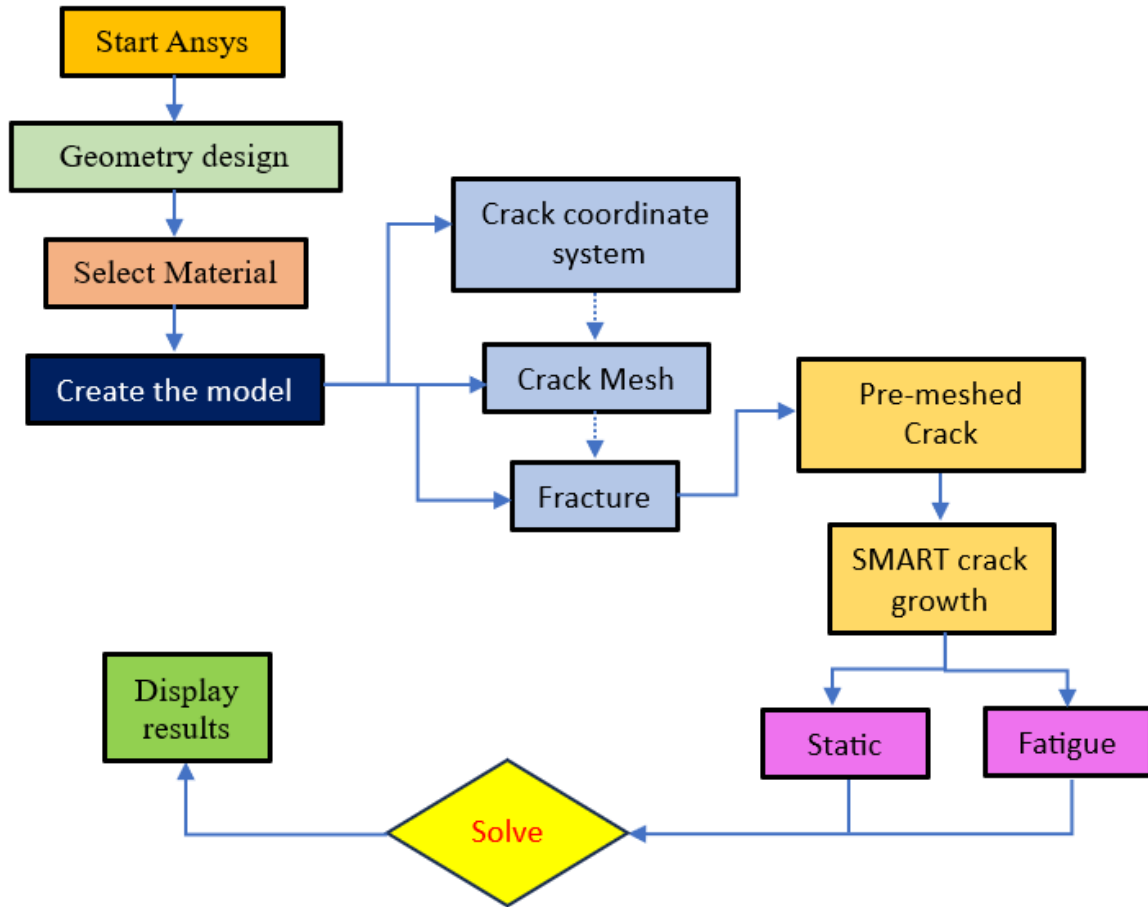 Start Ansys
Geometry design
Select Material
Create the model
Crack coordinate
system
Crack Mesh
Fracture
Pre-meshed
Crack
SMART crack
growth
Static
Fatigue
Solve
Display
results